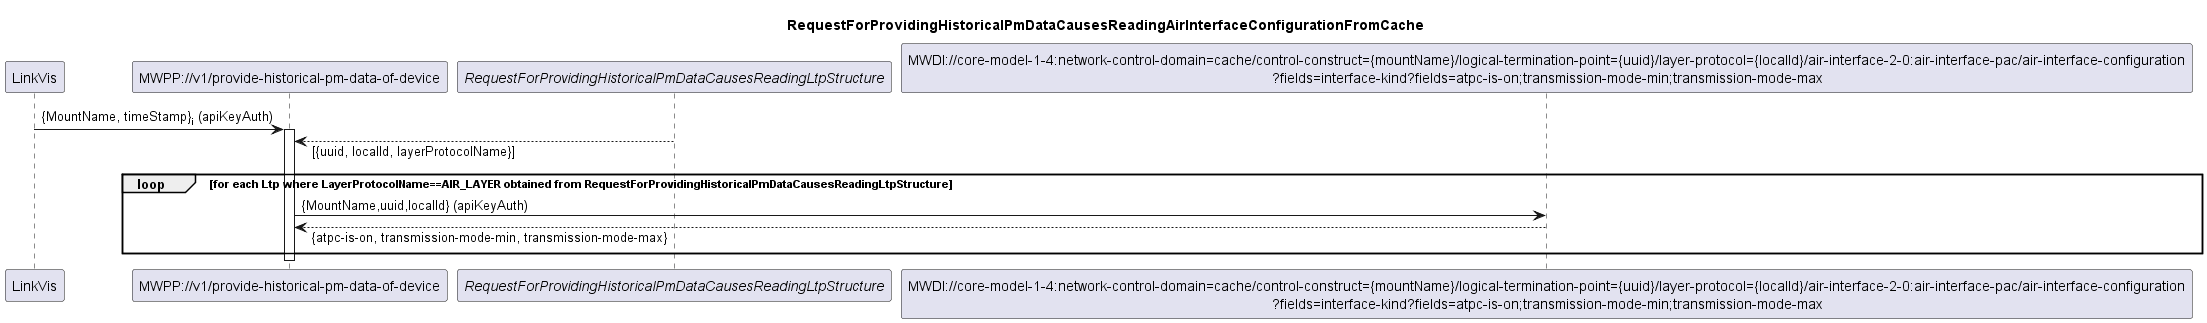 RequestForProvidingHistoricalPmDataCausesReadingAirInterfaceConfigurationFromCache
LinkVis
MWPP://v1/provide-historical-pm-data-of-device
RequestForProvidingHistoricalPmDataCausesReadingLtpStructure
MWDI://core-model-1-4:network-control-domain=cache/control-construct={mountName}/logical-termination-point={uuid}/layer-protocol={localId}/air-interface-2-0:air-interface-pac/air-interface-configuration
?fields=interface-kind?fields=atpc-is-on;transmission-mode-min;transmission-mode-max
{MountName, timeStamp}i (apiKeyAuth)
[{uuid, localId, layerProtocolName}]
loop
[for each Ltp where LayerProtocolName==AIR_LAYER obtained from RequestForProvidingHistoricalPmDataCausesReadingLtpStructure]
{MountName,uuid,localId} (apiKeyAuth)
{atpc-is-on, transmission-mode-min, transmission-mode-max}
LinkVis
MWPP://v1/provide-historical-pm-data-of-device
RequestForProvidingHistoricalPmDataCausesReadingLtpStructure
MWDI://core-model-1-4:network-control-domain=cache/control-construct={mountName}/logical-termination-point={uuid}/layer-protocol={localId}/air-interface-2-0:air-interface-pac/air-interface-configuration
?fields=interface-kind?fields=atpc-is-on;transmission-mode-min;transmission-mode-max